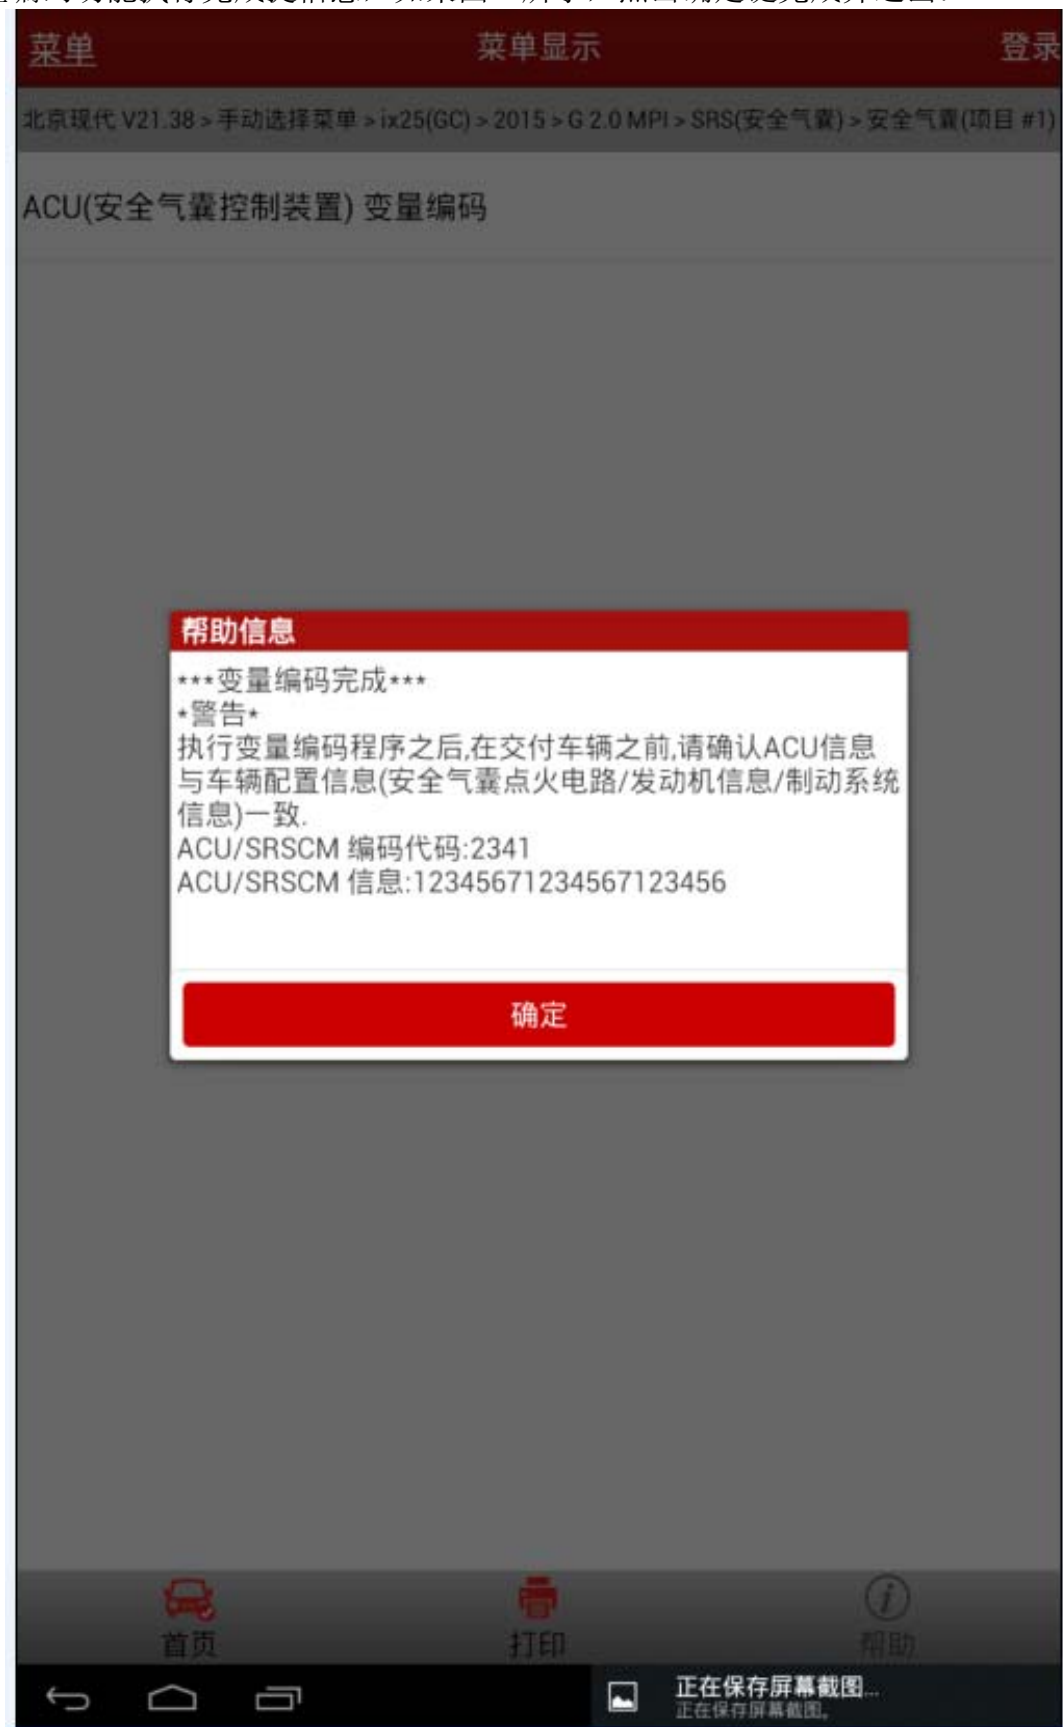 菜单
菜单显示
登录
北京现代 V21.38 > 手动选择菜单 > ix25(GC) > 2015 > G 2.0 MPI > SRS(安全气囊) > 安全气囊(项目 #1)
ACU(安全气囊控制装置) 变量编码
帮助信息
***变量编码完成***
*警告*
执行变量编码程序之后,在交付车辆之前,请确认ACU信息
与车辆配置信息(安全气囊点火电路/发动机信息/制动系统
信息)一致.
ACU/SRSCM 编码代码:2341
ACU/SRSCM 信息:12345671234567123456
确定
首页
打印
帮助
正在保存屏幕截图...
正在保存屏幕截图。